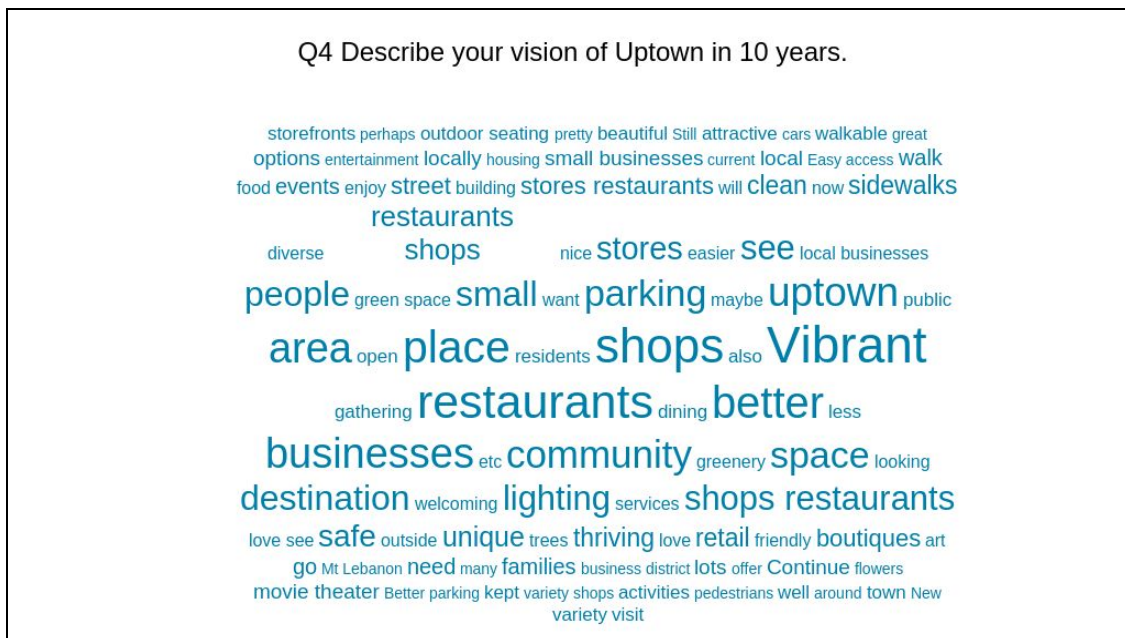 Q4 Describe your vision of Uptown in 10 years.
storefronts perhaps outdoor seating pretty beautiful Still attractive cars walkable great
options entertainment locally housing small businesses current local Easy access walk
food events enjoy street building stores restaurants will clean now sidewalks
restaurants
diverse shops nice stores easier see local businesses
people green space small want parking maybe uptown public
area open place residents shops also Vibrant
gathering restaurants dining better less
businesses etc community greenery space looking
destination welcoming lighting services shops restaurants
love see safe outside unique trees thriving love retail friendly boutiques art
go Mt Lebanon need many families business district lots offer Continue flowers
movie theater Better parking kept variety shops activities pedestrians well around town New
variety visit